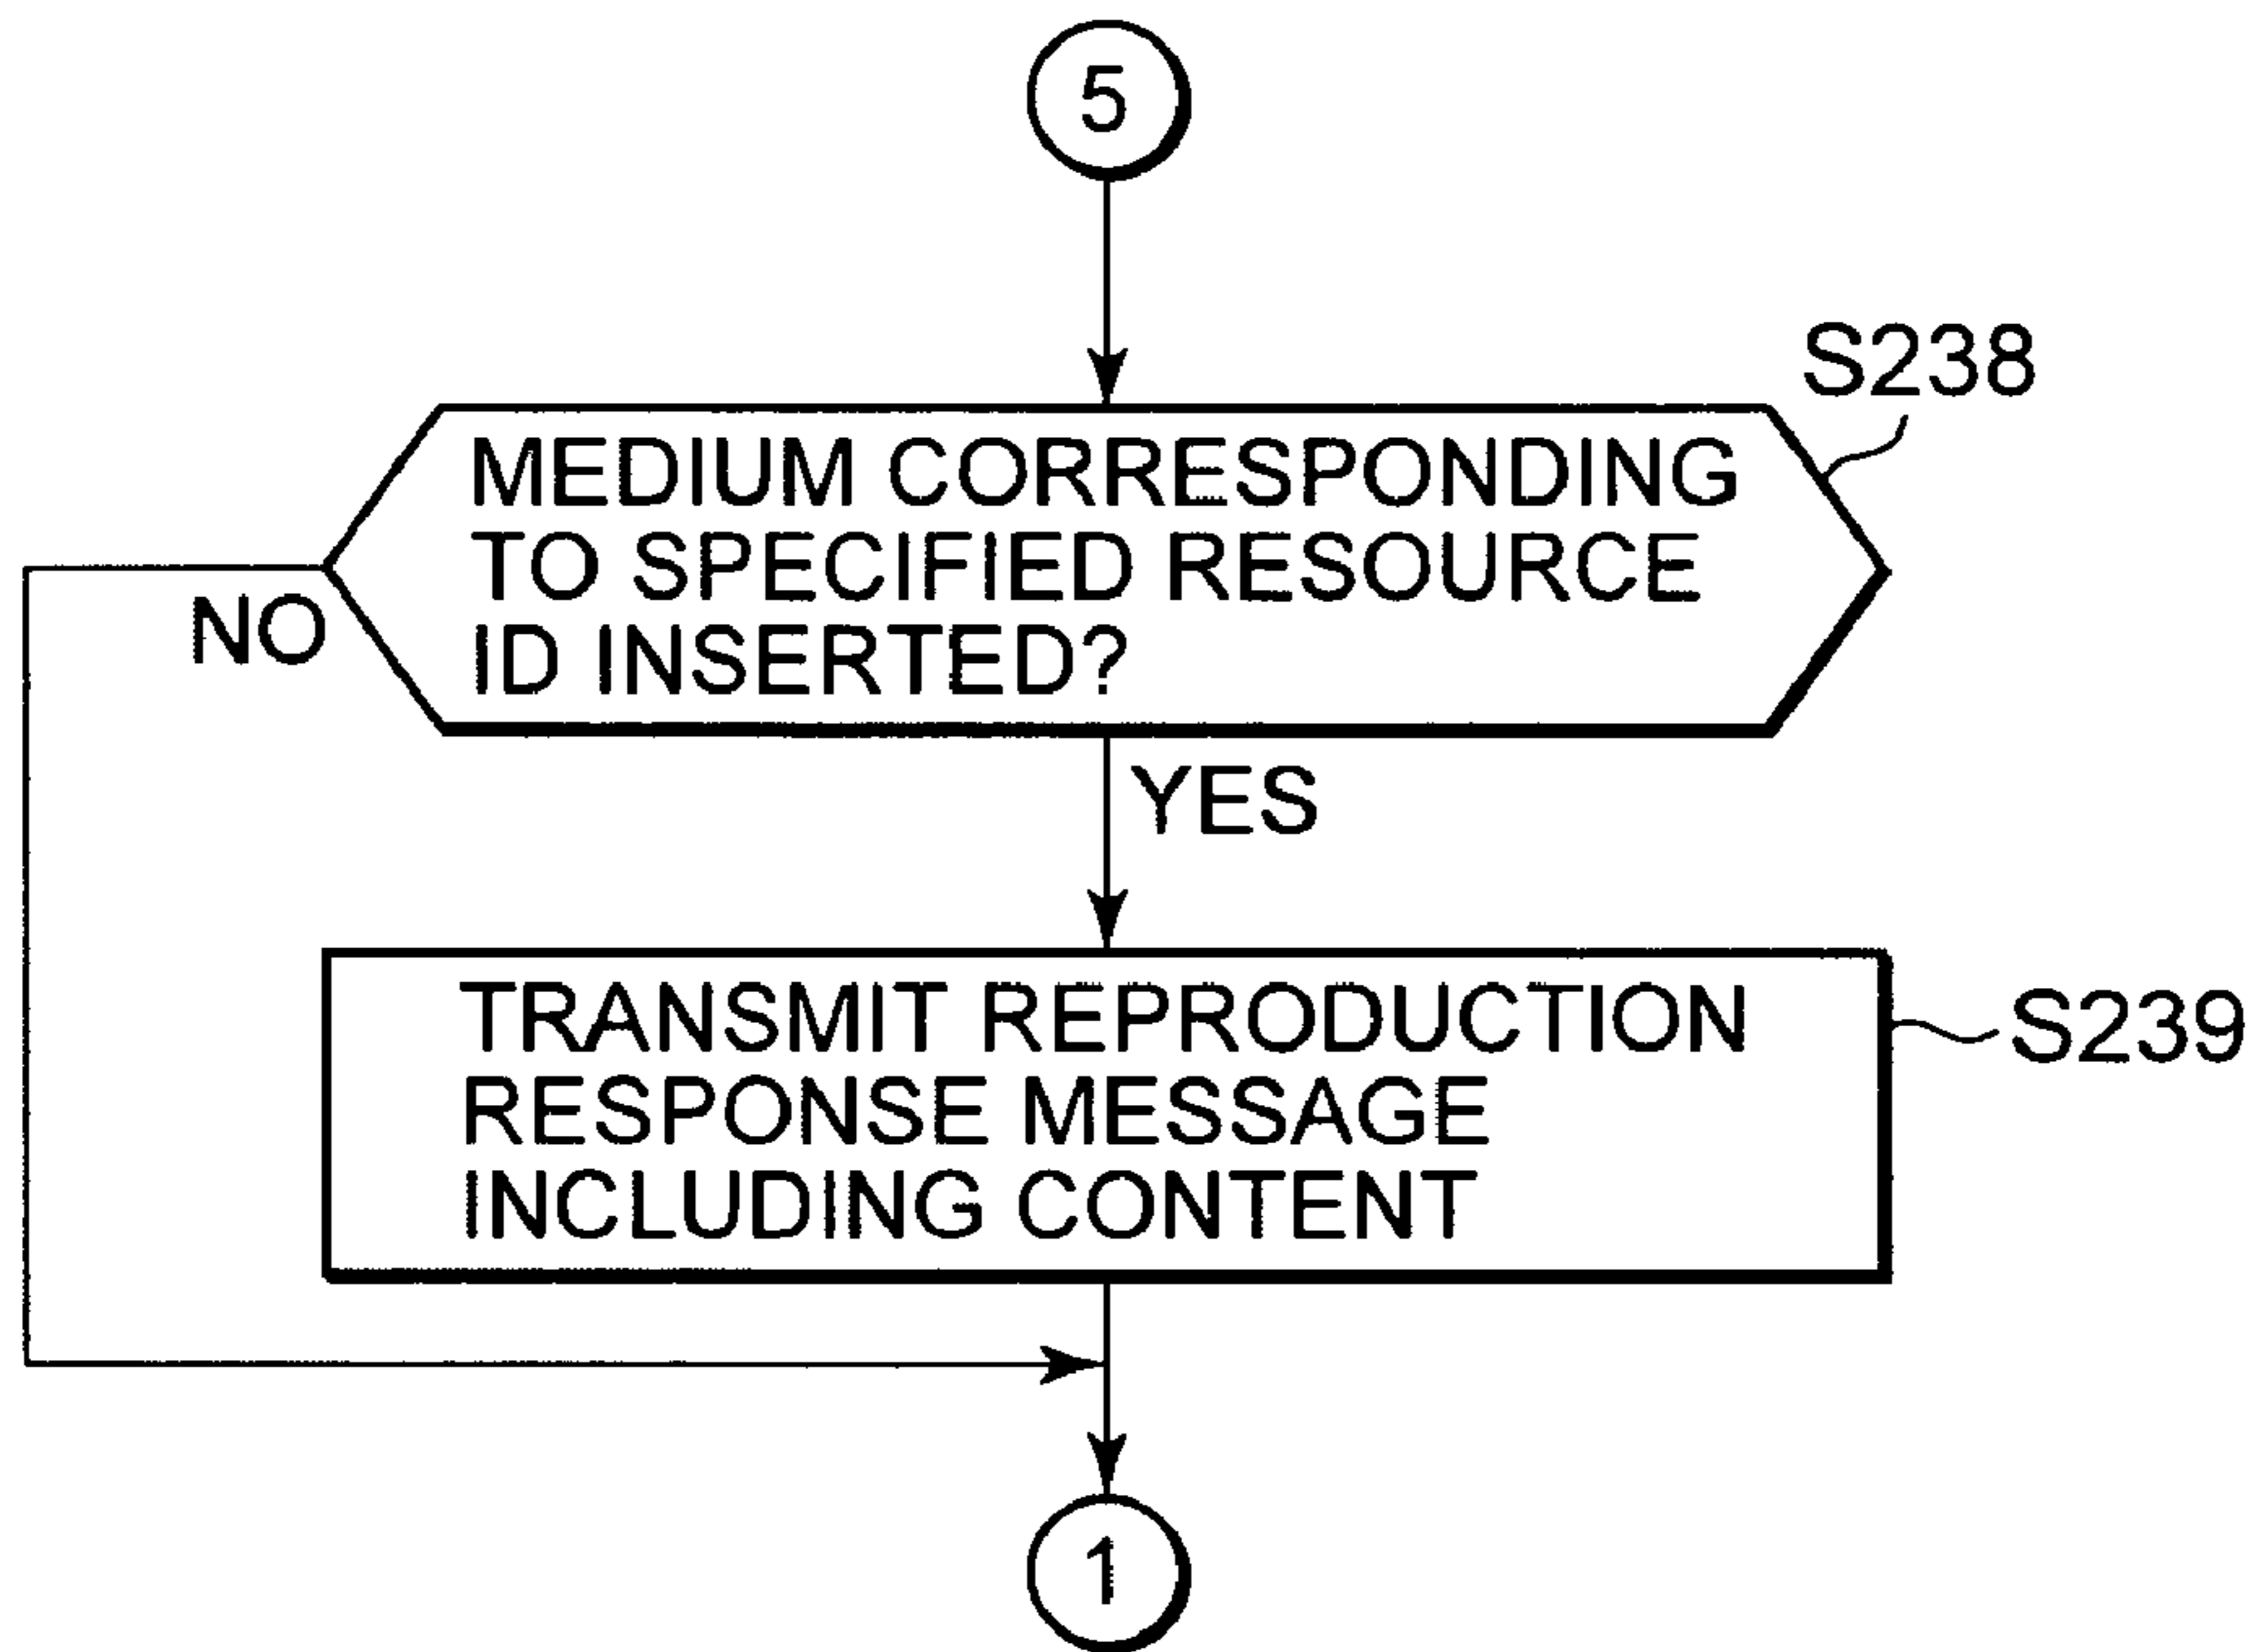 5
S238
MEDIUM CORRESPONDING
TO SPECIFIED RESOURCE
ID INSERTED?
NO
YES
TRANSMIT REPRODUCTION
RESPONSE MESSAGE
INCLUDING CONTENT
S239
1